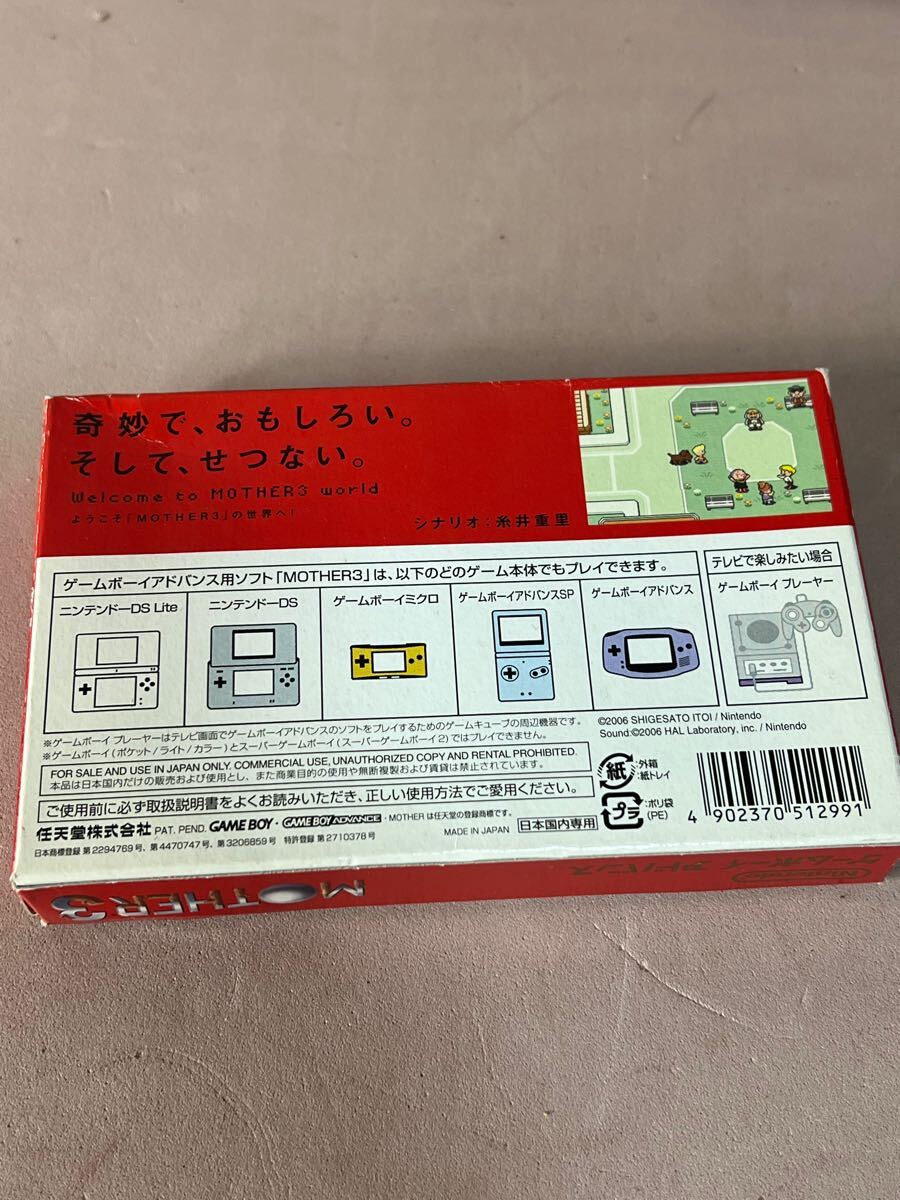 奇妙で、おもしろい。
そして、せつない。
Welcome to MOTHER3 world
ようこそ「MOTHER3」の世界へ!
シナリオ:糸井重里
ゲームボーイアドバンス用ソフト「MOTHER3」は、以下のどのゲーム本体でもプレイできます。
ニンテンドーDS Lite
ニンテンドーDS
ゲームボーイミクロ
ゲームボーイアドバンスSP
ゲームボーイアドバンス
テレビで楽しみたい場合
ゲームボーイ プレーヤー
※ゲームボーイ プレーヤーはテレビ画面でゲームボーイアドバンスのソフトをプレイするためのゲームキューブの周辺機器です。
※ゲームボーイ(ポケット/ライト/カラー)とスーパーゲームボーイ(スーパーゲームボーイ2)ではプレイできません。
©2006 SHIGESATO ITOI / Nintendo
Sound:©2006 HAL Laboratory, inc. / Nintendo
FOR SALE AND USE IN JAPAN ONLY. COMMERCIAL USE, UNAUTHORIZED COPY AND RENTAL PROHIBITED.
本品は日本国内だけの販売および使用とし、また商業目的の使用や無断複製および賃貸は禁止されています。
ご使用前に必ず取扱説明書をよくお読みいただき、正しい使用方法でご愛用ください。
任天堂株式会社 PAT. PEND. GAME BOY・GAME BOY ADVANCE・MOTHER は任天堂の登録商標です。
日本商標登録 第2294769号、第4470747号、第3206859号 特許登録 第2710378号
MADE IN JAPAN
日本国内専用
紙 :外箱
:紙トレイ
プラ :ポリ袋
(PE)
4 902370 512991
MOTHER3
Nintendo
ゲームボーイ アドバンス